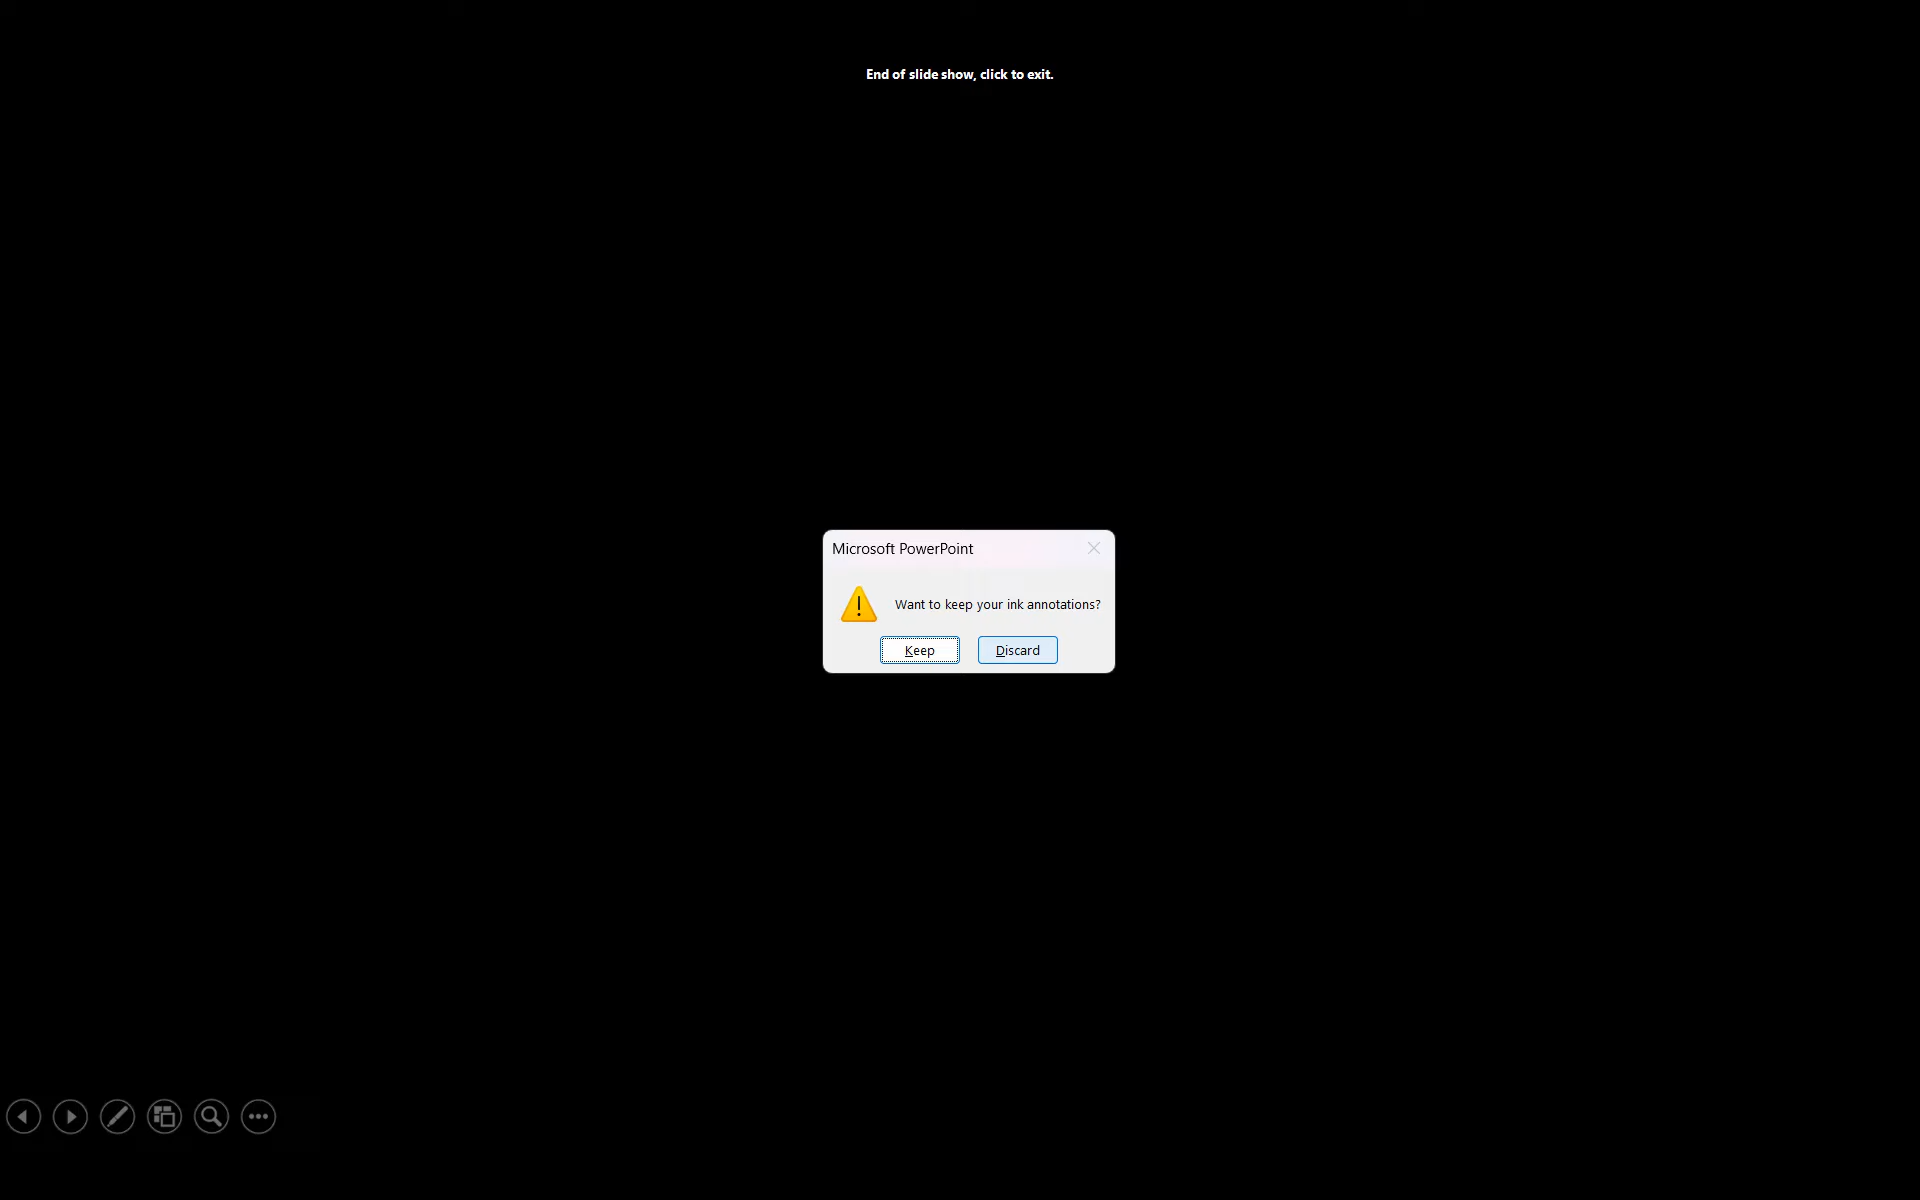 End of slide show, click to exit.
Microsoft PowerPoint
Want to keep your ink annotations?
Keep
Discard